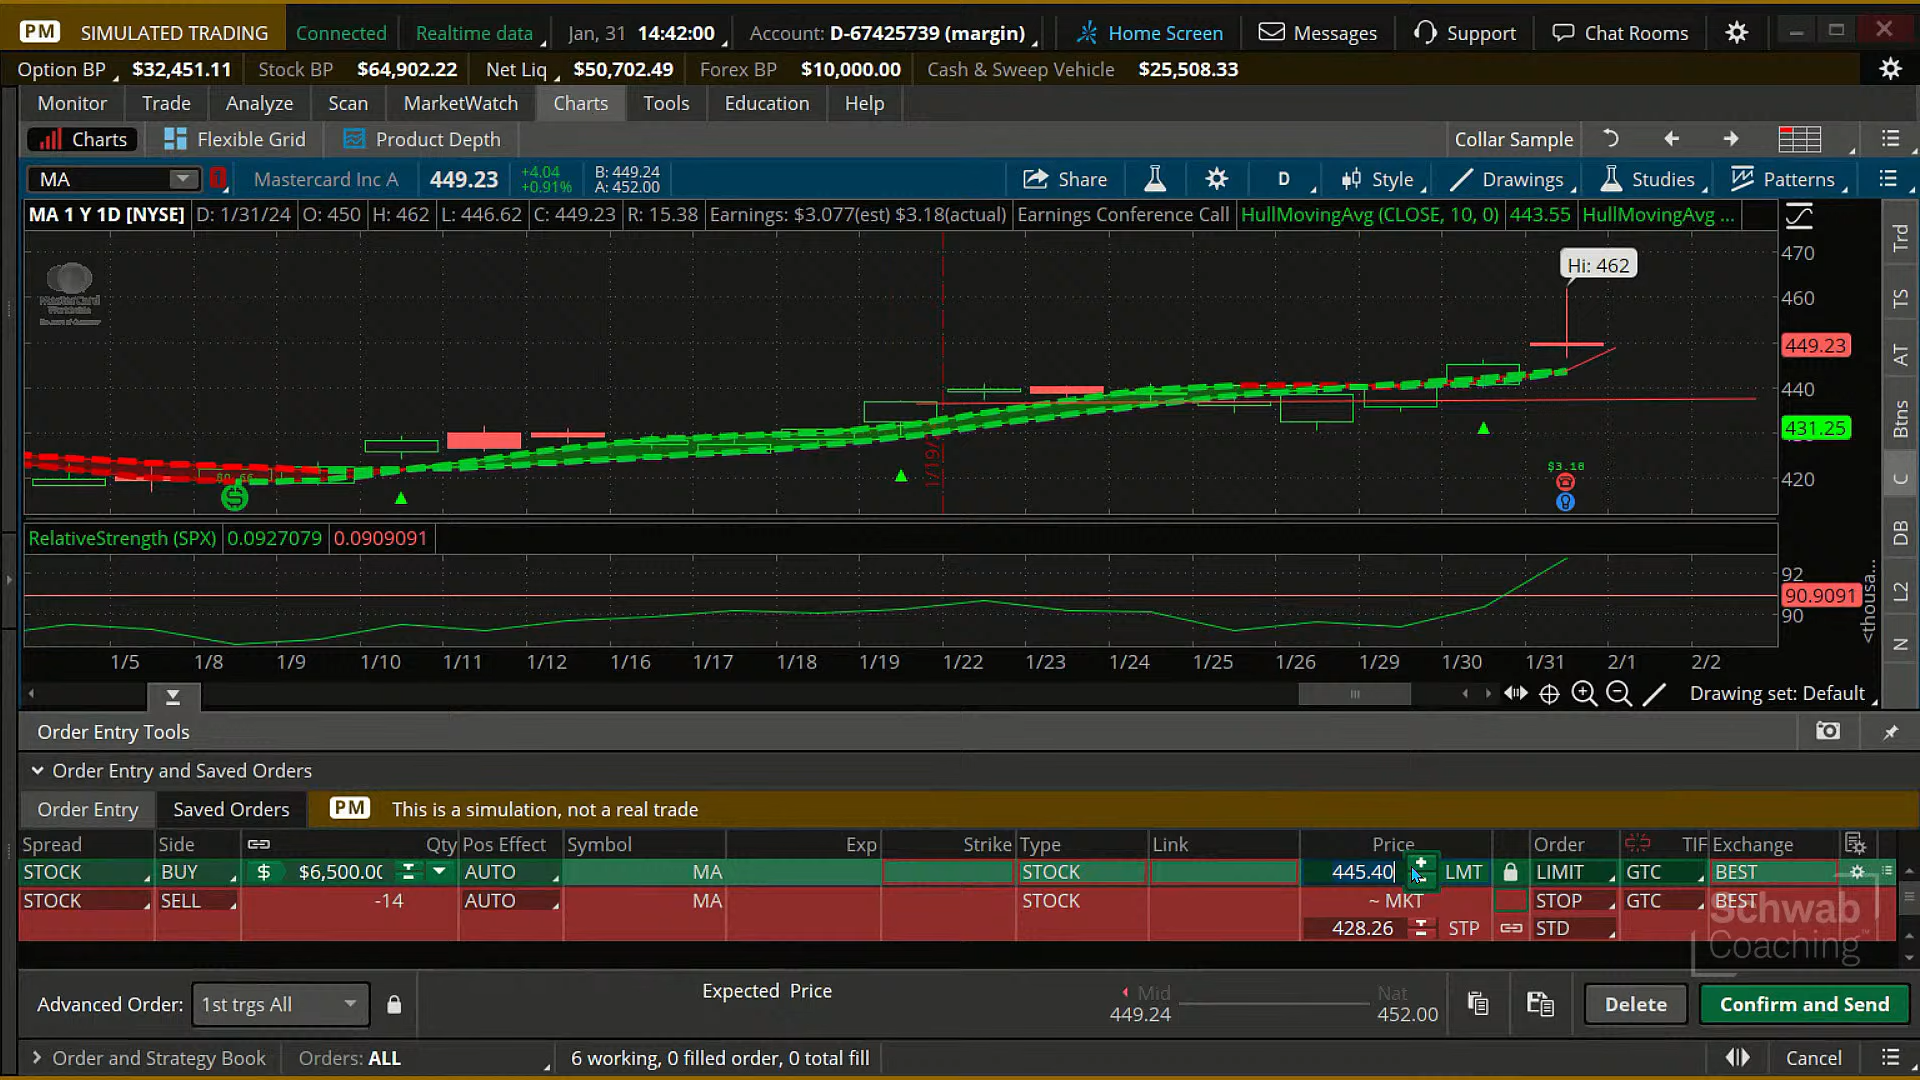 PM SIMULATED TRADING Connected Realtime data Jan, 31 14:42:00 Account: D-67425739 (margin) Home Screen Messages Support Chat Rooms
Option BP $32,451.11 Stock BP $64,902.22 Net Liq $50,702.49 Forex BP $10,000.00 Cash & Sweep Vehicle $25,508.33
Monitor Trade Analyze Scan MarketWatch Charts Tools Education Help
Charts Flexible Grid Product Depth Collar Sample
MA 1 Mastercard Inc A 449.23 +4.04 +0.91% B: 449.24 A: 452.00 Share D Style Drawings Studies Patterns
MA 1 Y 1D [NYSE] D: 1/31/24 O: 450 H: 462 L: 446.62 C: 449.23 R: 15.38 Earnings: $3.077(est) $3.18(actual) Earnings Conference Call HullMovingAvg (CLOSE, 10, 0) 443.55 HullMovingAvg ...
Hi: 462
470
460
449.23
440
431.25
420
1/19/
$3.18
Trd
TS
AT
Btns
C
DB
L2
N
RelativeStrength (SPX) 0.0927079 0.0909091
92
90.9091
90
<thousa...
1/5 1/8 1/9 1/10 1/11 1/12 1/16 1/17 1/18 1/19 1/22 1/23 1/24 1/25 1/26 1/29 1/30 1/31 2/1 2/2
Drawing set: Default
Order Entry Tools
Order Entry and Saved Orders
Order Entry Saved Orders PM This is a simulation, not a real trade
Spread Side Qty Pos Effect Symbol Exp Strike Type Link Price Order TIF Exchange
STOCK BUY $ $6,500.00 AUTO MA STOCK 445.40 LMT LIMIT GTC BEST
STOCK SELL -14 AUTO MA STOCK ~ MKT STOP GTC BEST
428.26 STP STD
Schwab
Coaching™
Advanced Order: 1st trgs All Expected Price Mid 449.24 Nat 452.00 Delete Confirm and Send
Order and Strategy Book Orders: ALL 6 working, 0 filled order, 0 total fill Cancel